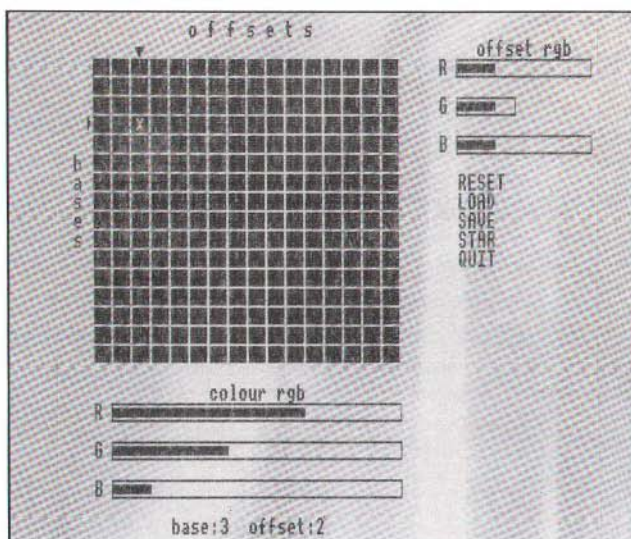 offsets
offset rgb
R
G
B
x
bases
RESET
LOAD
SAVE
STAR
QUIT
colour rgb
R
G
B
base:3 offset:2